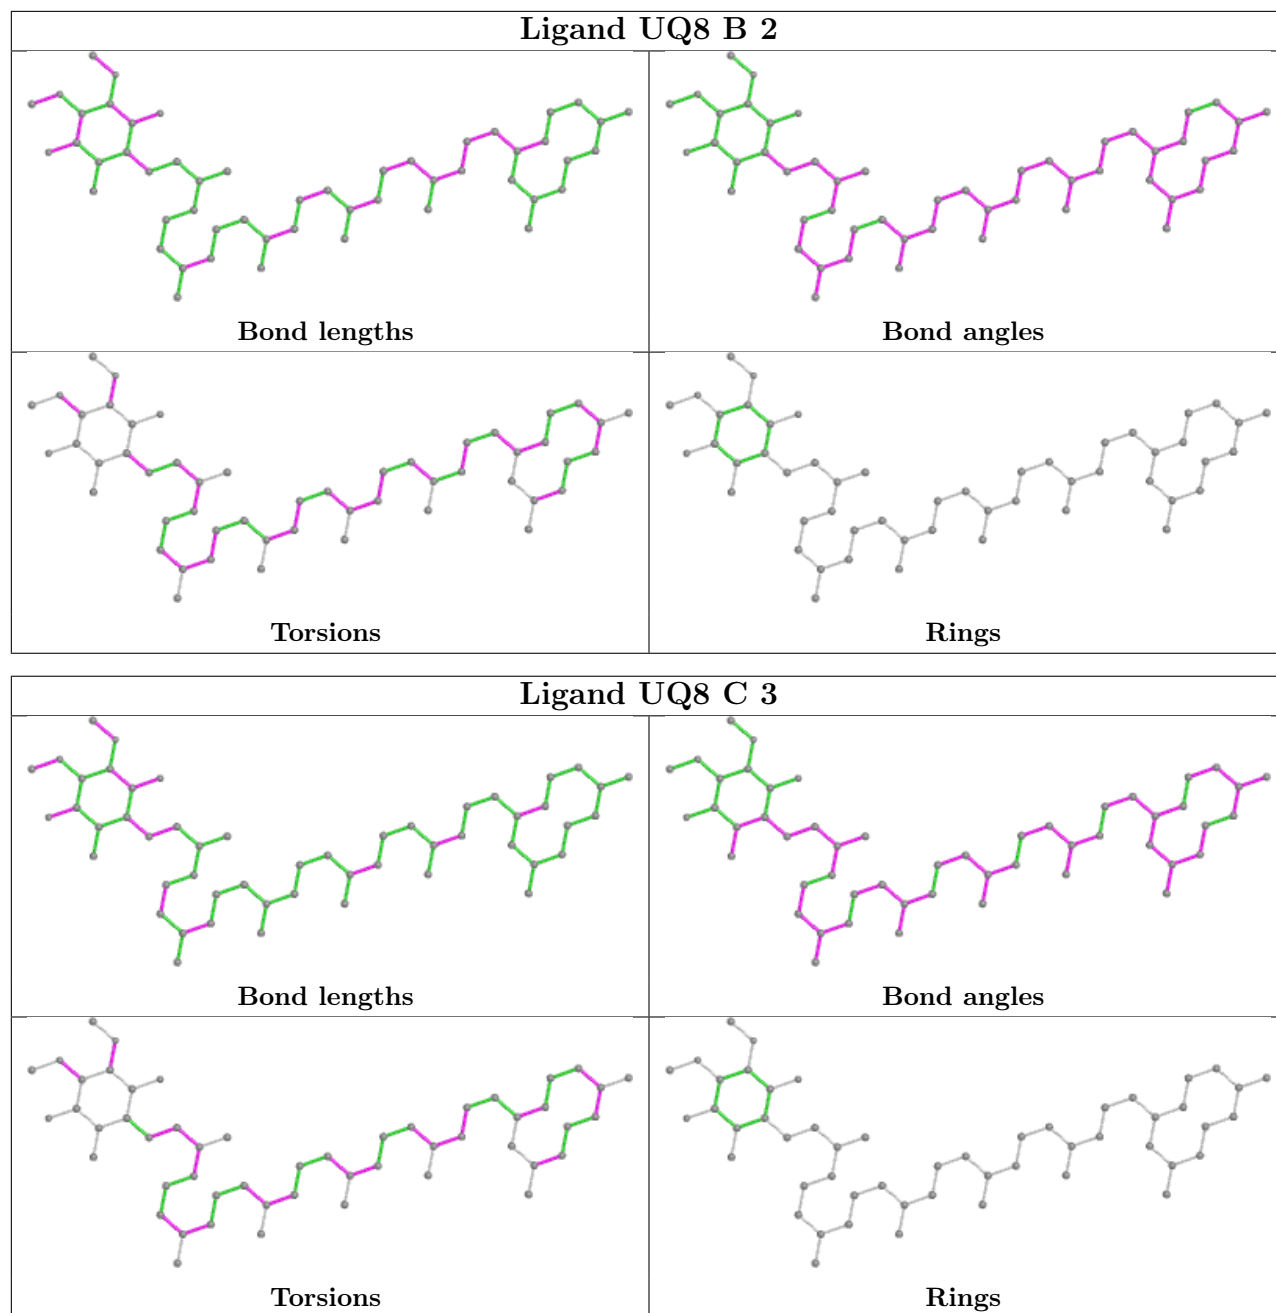 Ligand UQ8 B 2
Bond lengths
Bond angles
Torsions
Rings
Ligand UQ8 C 3
Bond lengths
Bond angles
Torsions
Rings